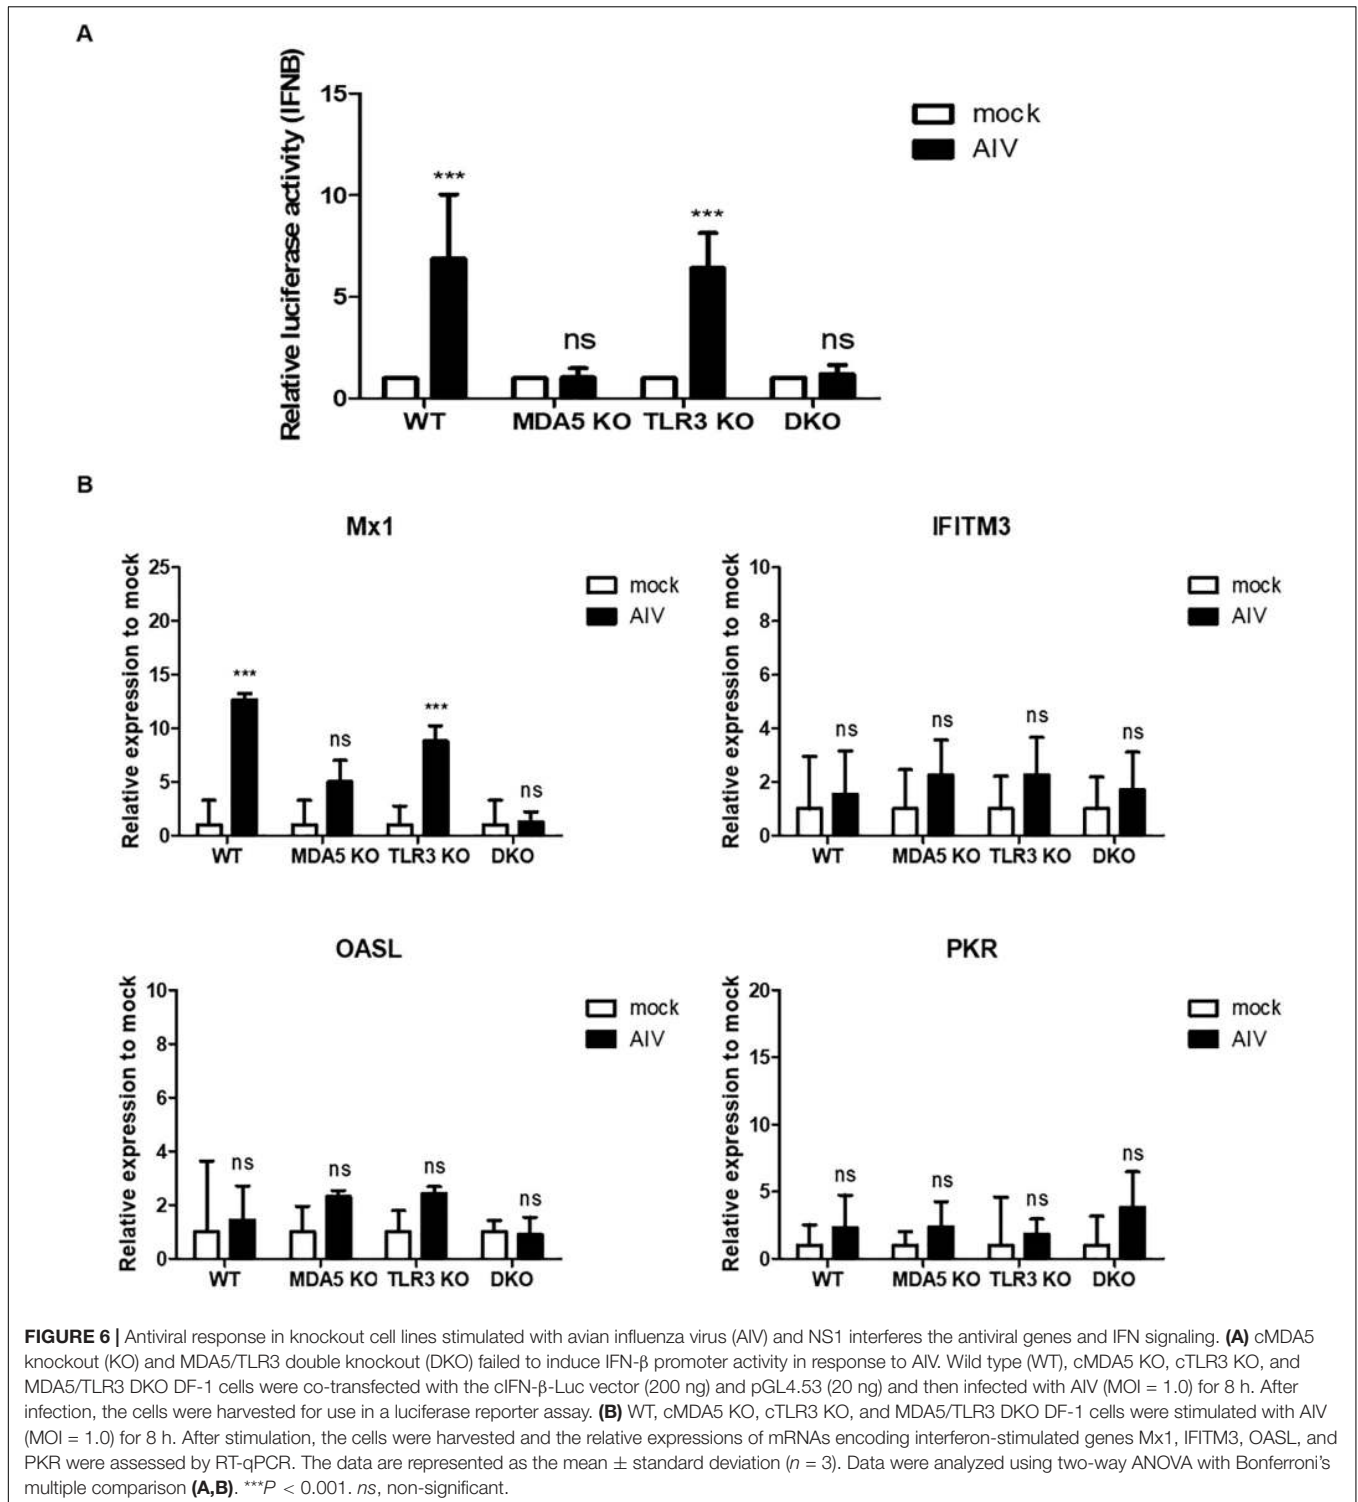 A
Relative luciferase activity (IFNB)
15
10
5
0
***
ns
***
ns
WT MDA5 KO TLR3 KO DKO
mock
AIV
B
Mx1
Relative expression to mock
25
20
15
10
5
0
***
ns
***
ns
WT MDA5 KO TLR3 KO DKO
mock
AIV
IFITM3
Relative expression to mock
10
8
6
4
2
0
ns
ns
ns
ns
WT MDA5 KO TLR3 KO DKO
mock
AIV
OASL
Relative expression to mock
10
8
6
4
2
0
ns
ns
ns
ns
WT MDA5 KO TLR3 KO DKO
mock
AIV
PKR
Relative expression to mock
20
15
10
5
0
ns
ns
ns
ns
WT MDA5 KO TLR3 KO DKO
mock
AIV
FIGURE 6 | Antiviral response in knockout cell lines stimulated with avian influenza virus (AIV) and NS1 interferes the antiviral genes and IFN signaling. (A) cMDA5
knockout (KO) and MDA5/TLR3 double knockout (DKO) failed to induce IFN-β promoter activity in response to AIV. Wild type (WT), cMDA5 KO, cTLR3 KO, and
MDA5/TLR3 DKO DF-1 cells were co-transfected with the cIFN-β-Luc vector (200 ng) and pGL4.53 (20 ng) and then infected with AIV (MOI = 1.0) for 8 h. After
infection, the cells were harvested for use in a luciferase reporter assay. (B) WT, cMDA5 KO, cTLR3 KO, and MDA5/TLR3 DKO DF-1 cells were stimulated with AIV
(MOI = 1.0) for 8 h. After stimulation, the cells were harvested and the relative expressions of mRNAs encoding interferon-stimulated genes Mx1, IFITM3, OASL, and
PKR were assessed by RT-qPCR. The data are represented as the mean ± standard deviation (n = 3). Data were analyzed using two-way ANOVA with Bonferroni's
multiple comparison (A,B). ***P < 0.001. ns, non-significant.